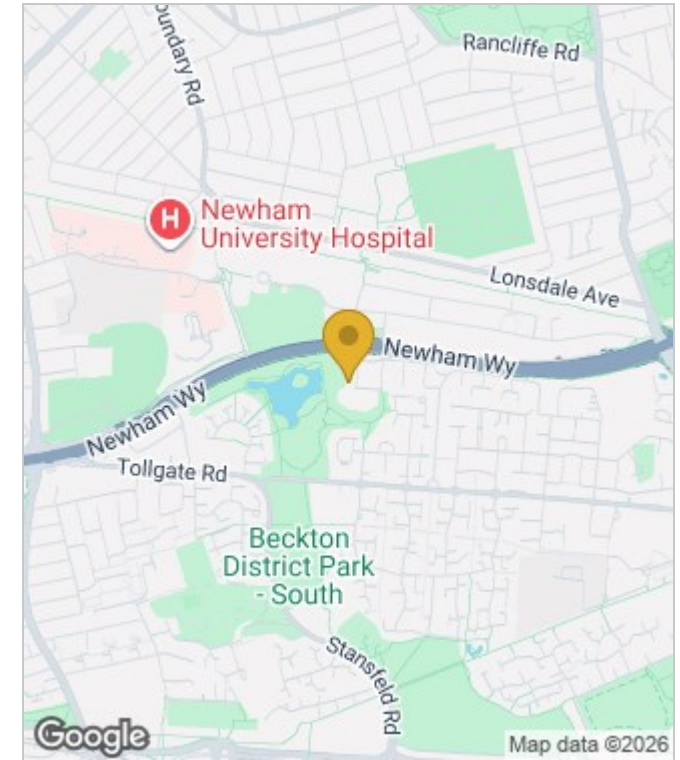 oundary Rd
Rancliffe Rd
H
Newham
University Hospital
Lonsdale Ave
Newham Wy
Newham Wy
Tollgate Rd
Beckton
District Park
- South
Stansfeld Rd
Google
Map data ©2026